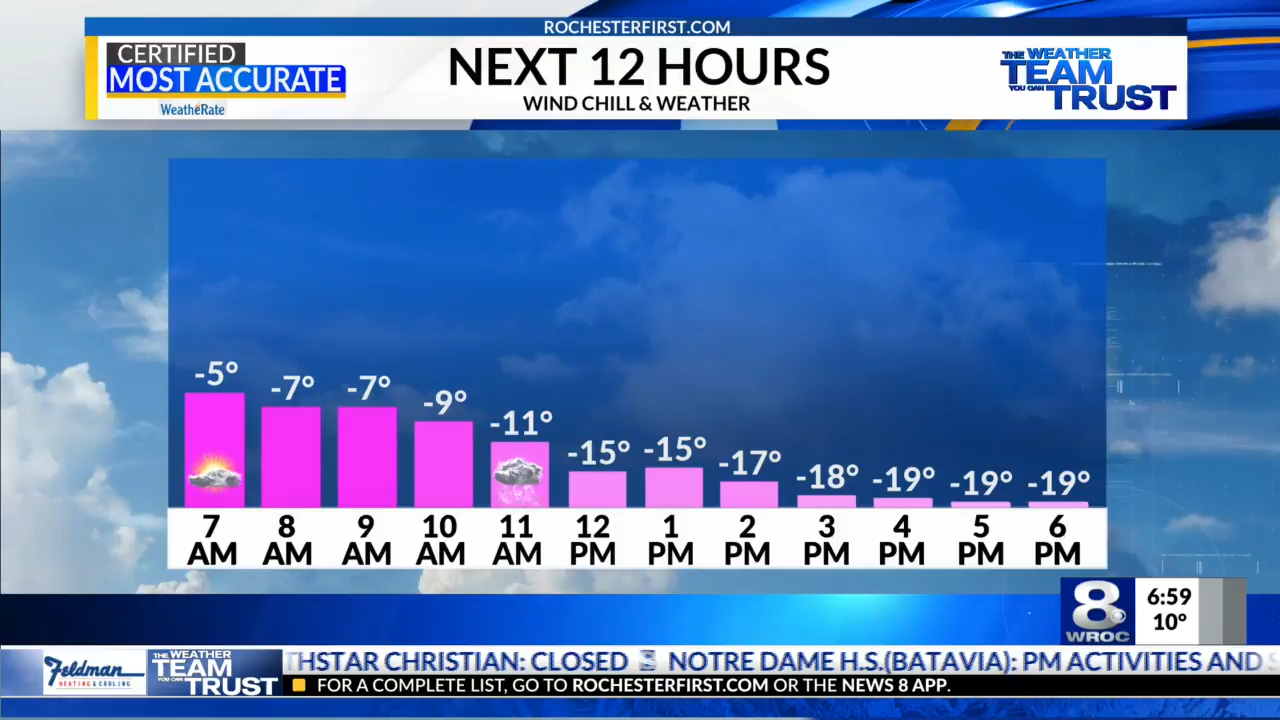 ROCHESTERFIRST.COM
CERTIFIED
MOST ACCURATE
WeatheRate
NEXT 12 HOURS
WIND CHILL & WEATHER
THE WEATHER
TEAM
YOU CAN
TRUST
-5° -7° -7° -9° -11° -15° -15° -17° -18° -19° -19° -19°
7 8 9 10 11 12 1 2 3 4 5 6
AM AM AM AM AM PM PM PM PM PM PM PM
8
WROC
6:59
10°
Feldman
HEATING & COOLING
THE WEATHER
TEAM
YOU CAN
TRUST
THSTAR CHRISTIAN: CLOSED 8 NOTRE DAME H.S.(BATAVIA): PM ACTIVITIES AND S
FOR A COMPLETE LIST, GO TO ROCHESTERFIRST.COM OR THE NEWS 8 APP.